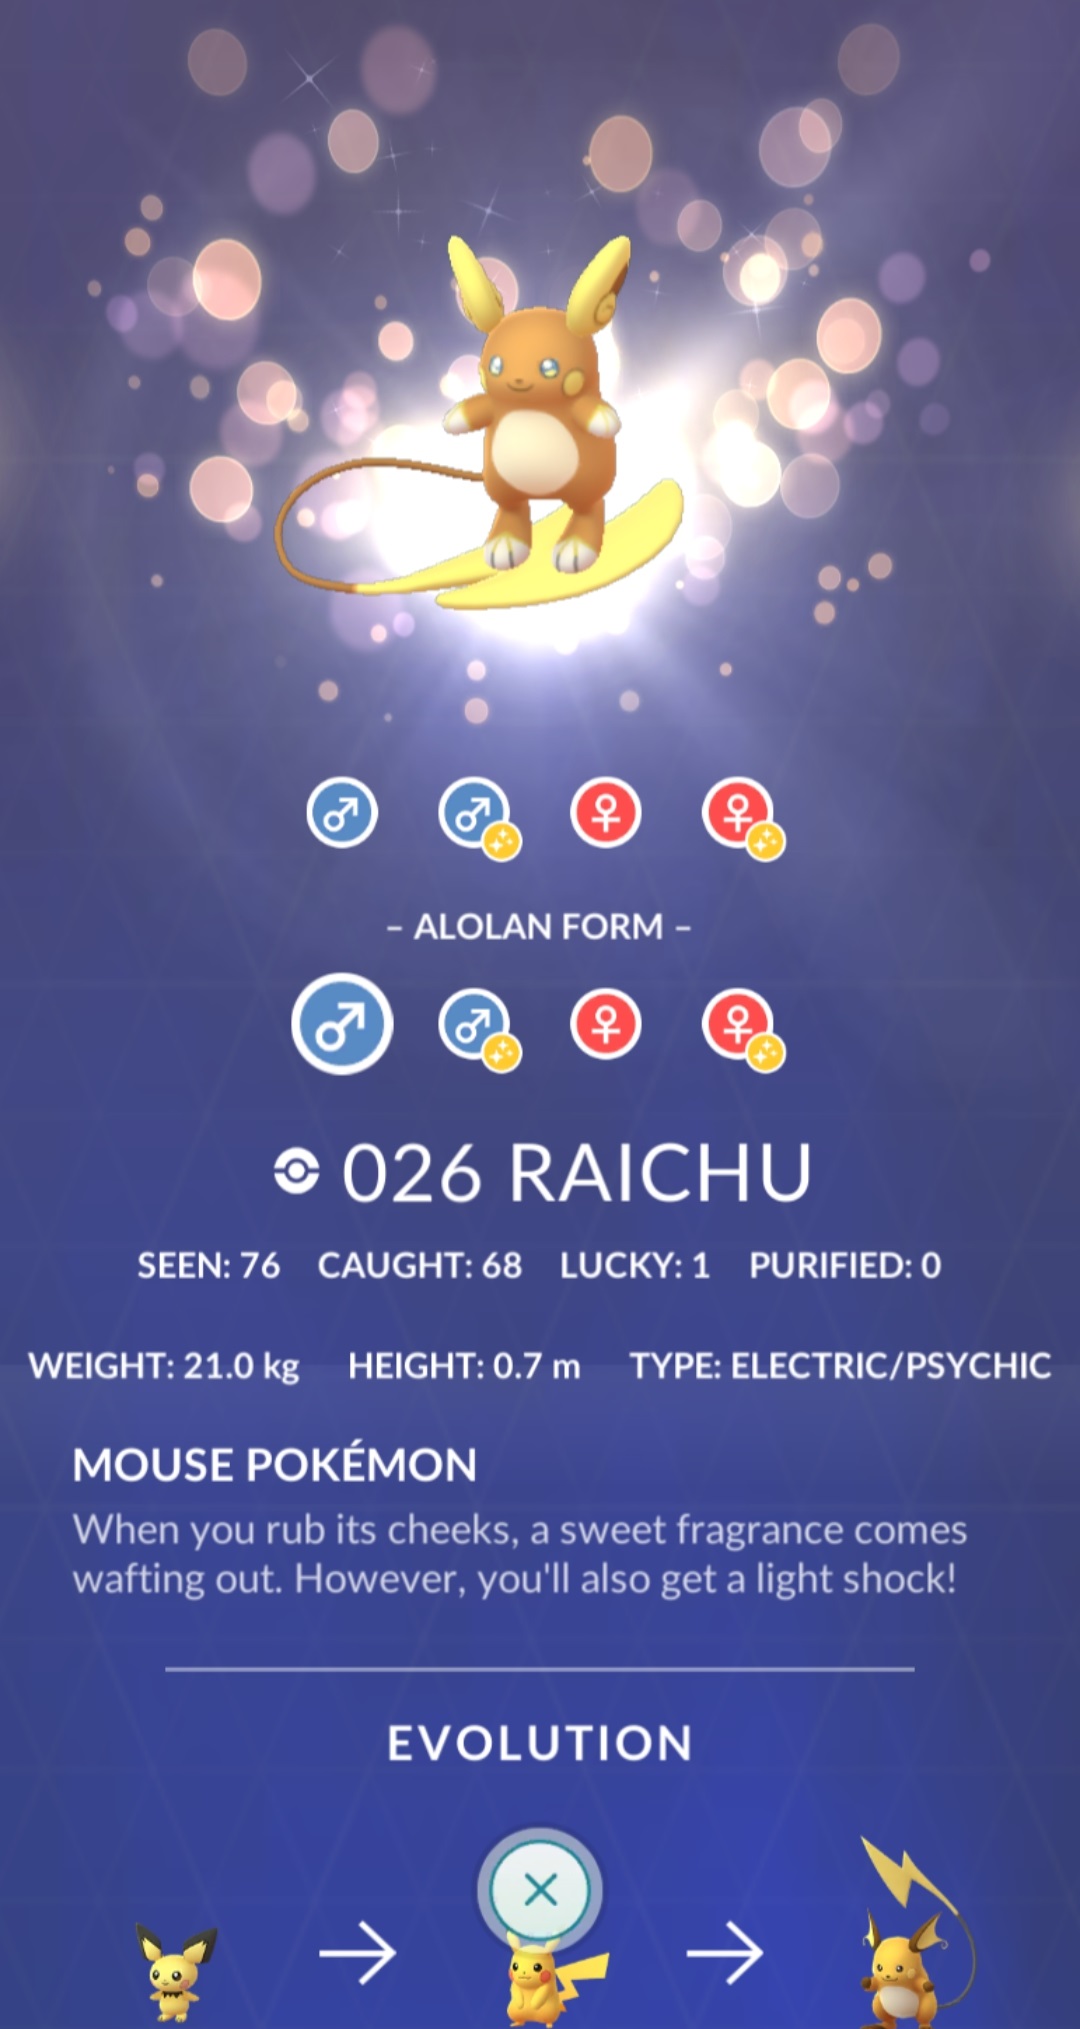 – ALOLAN FORM –
026 RAICHU
SEEN: 76 CAUGHT: 68 LUCKY: 1 PURIFIED: 0
WEIGHT: 21.0 kg HEIGHT: 0.7 m TYPE: ELECTRIC/PSYCHIC
MOUSE POKÉMON
When you rub its cheeks, a sweet fragrance comes
wafting out. However, you'll also get a light shock!
EVOLUTION